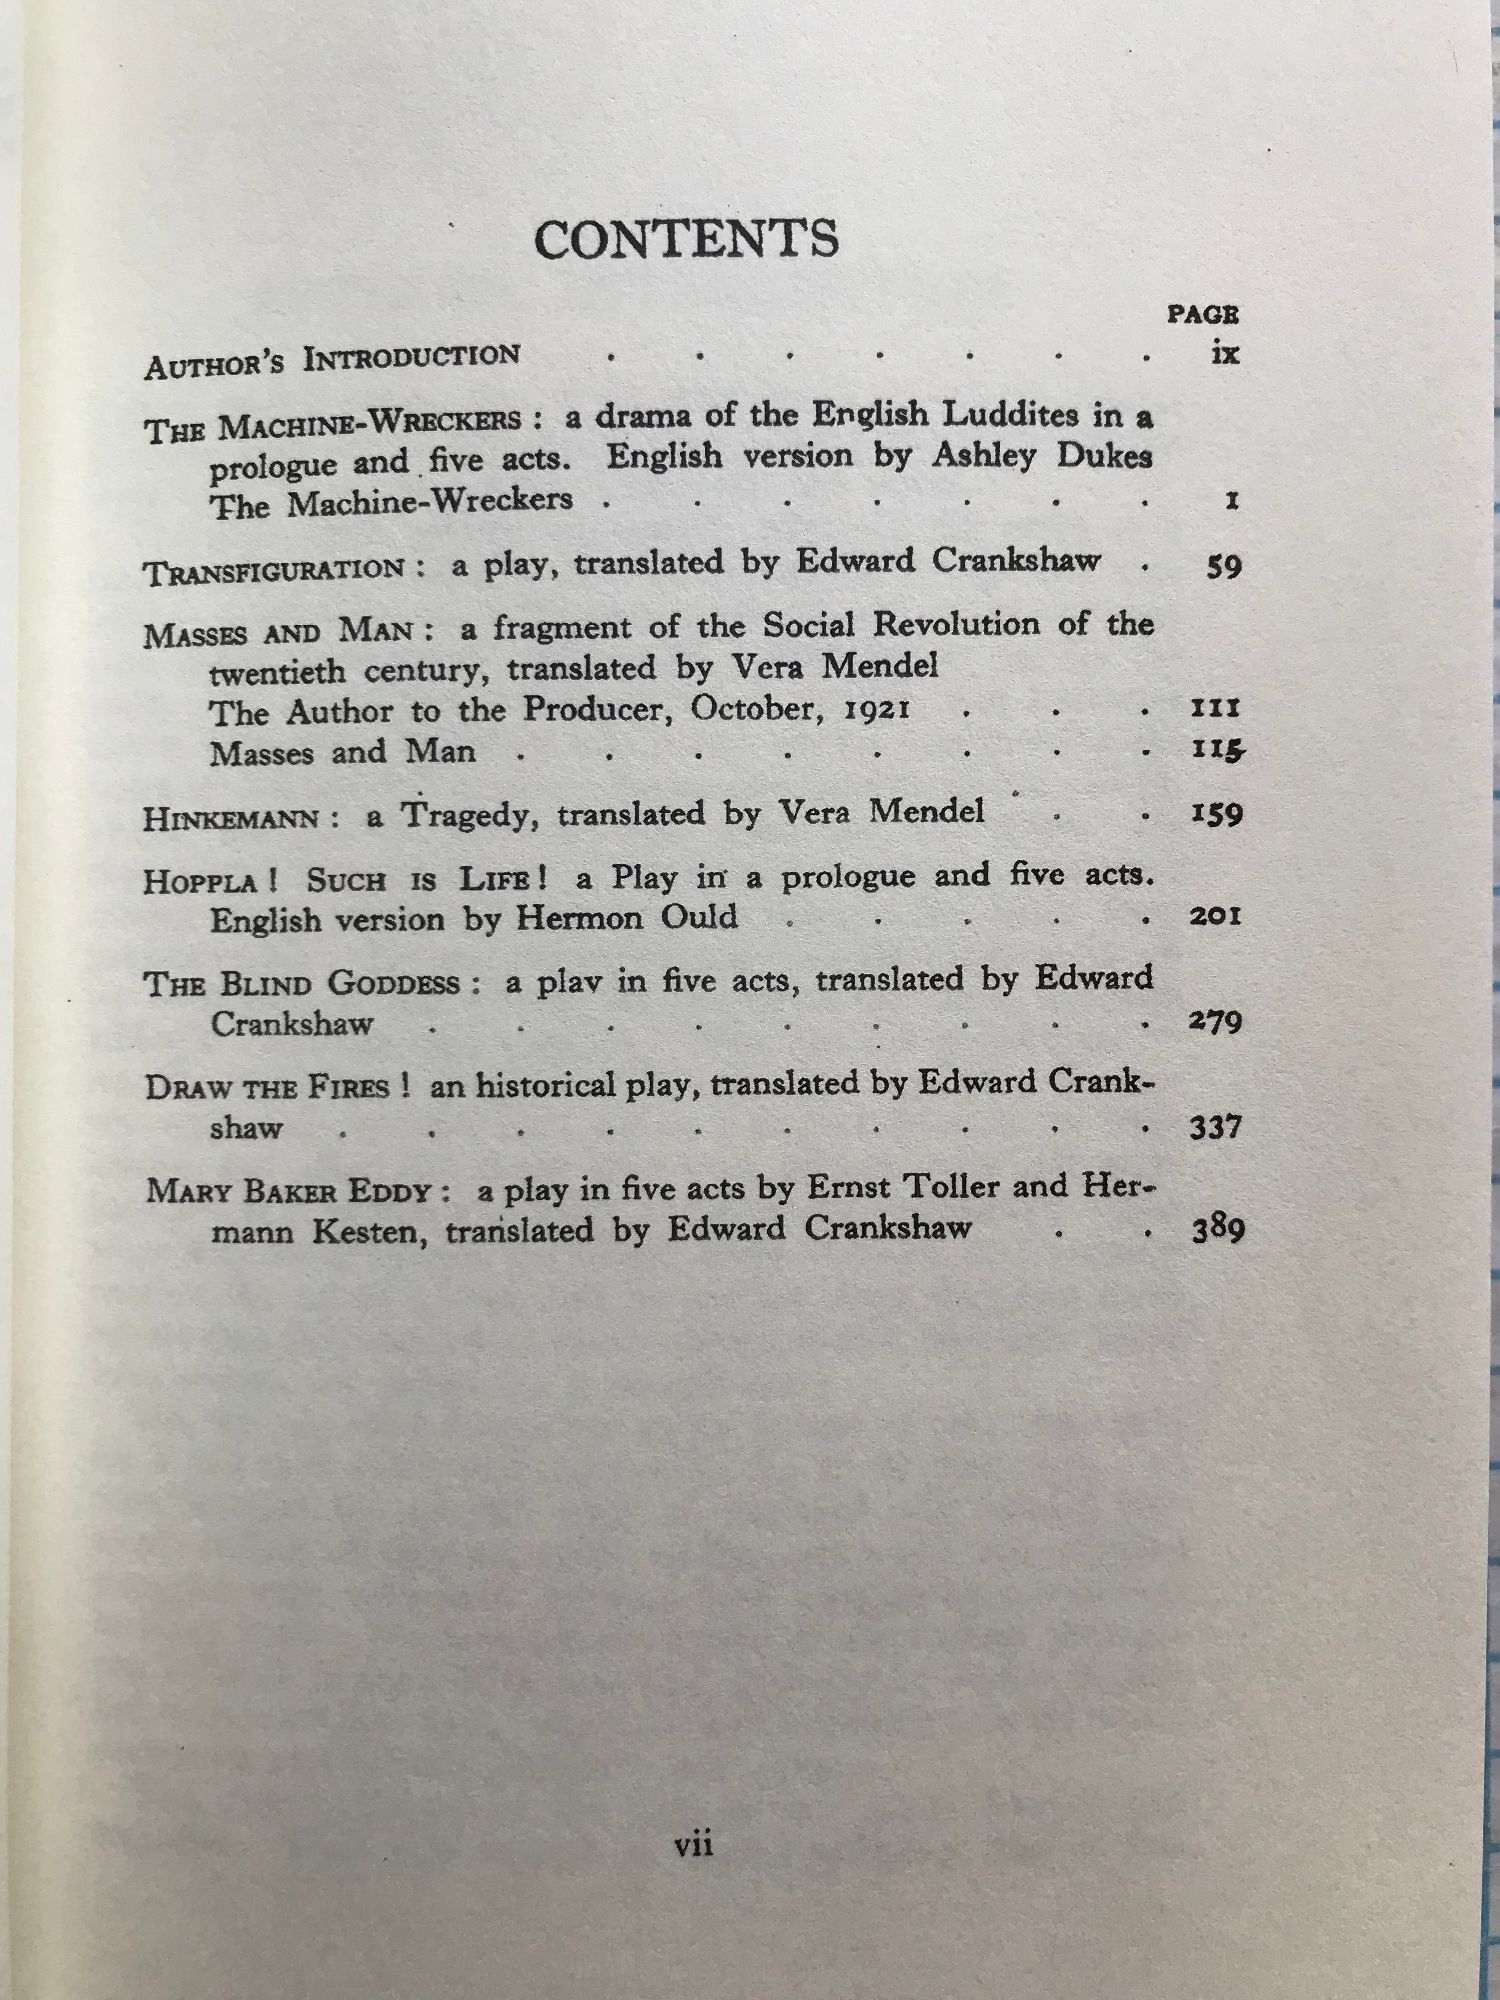 CONTENTS
PAGE
AUTHOR'S INTRODUCTION . . . . . . . ix
THE MACHINE-WRECKERS : a drama of the English Luddites in a
prologue and five acts. English version by Ashley Dukes
The Machine-Wreckers . . . . . . . 1
TRANSFIGURATION : a play, translated by Edward Crankshaw . 59
MASSES AND MAN : a fragment of the Social Revolution of the
twentieth century, translated by Vera Mendel
The Author to the Producer, October, 1921 . . . 111
Masses and Man . . . . . . . . 115
HINKEMANN : a Tragedy, translated by Vera Mendel . . 159
HOPPLA ! SUCH IS LIFE ! a Play in a prologue and five acts.
English version by Hermon Ould . . . . . 201
THE BLIND GODDESS : a play in five acts, translated by Edward
Crankshaw . . . . . . . . . 279
DRAW THE FIRES ! an historical play, translated by Edward Crank-
shaw . . . . . . . . . . 337
MARY BAKER EDDY : a play in five acts by Ernst Toller and Her-
mann Kesten, translated by Edward Crankshaw . . 389
vii